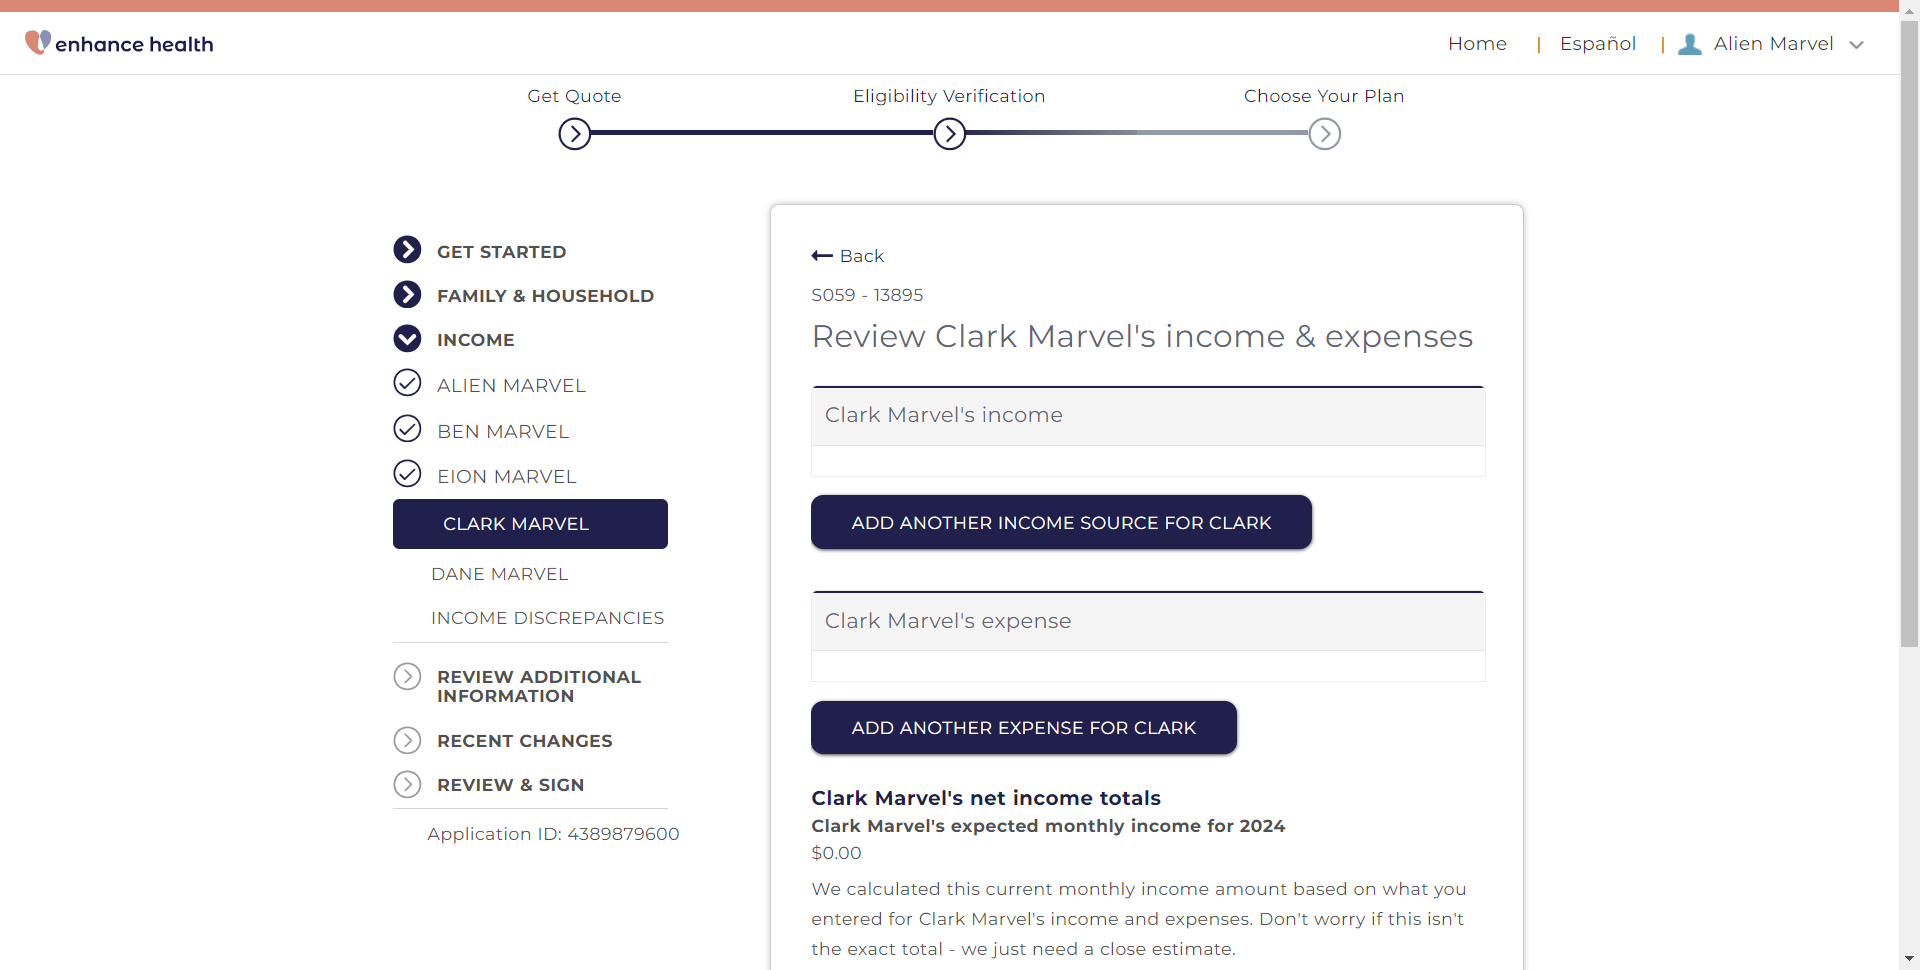 enhance health
Home | Español | Alien Marvel
Get Quote
Eligibility Verification
Choose Your Plan
GET STARTED
FAMILY & HOUSEHOLD
INCOME
ALIEN MARVEL
BEN MARVEL
EION MARVEL
CLARK MARVEL
DANE MARVEL
INCOME DISCREPANCIES
REVIEW ADDITIONAL
INFORMATION
RECENT CHANGES
REVIEW & SIGN
Application ID: 4389879600
Back
S059 - 13895
Review Clark Marvel's income & expenses
Clark Marvel's income
ADD ANOTHER INCOME SOURCE FOR CLARK
Clark Marvel's expense
ADD ANOTHER EXPENSE FOR CLARK
Clark Marvel's net income totals
Clark Marvel's expected monthly income for 2024
$0.00
We calculated this current monthly income amount based on what you
entered for Clark Marvel's income and expenses. Don't worry if this isn't
the exact total - we just need a close estimate.